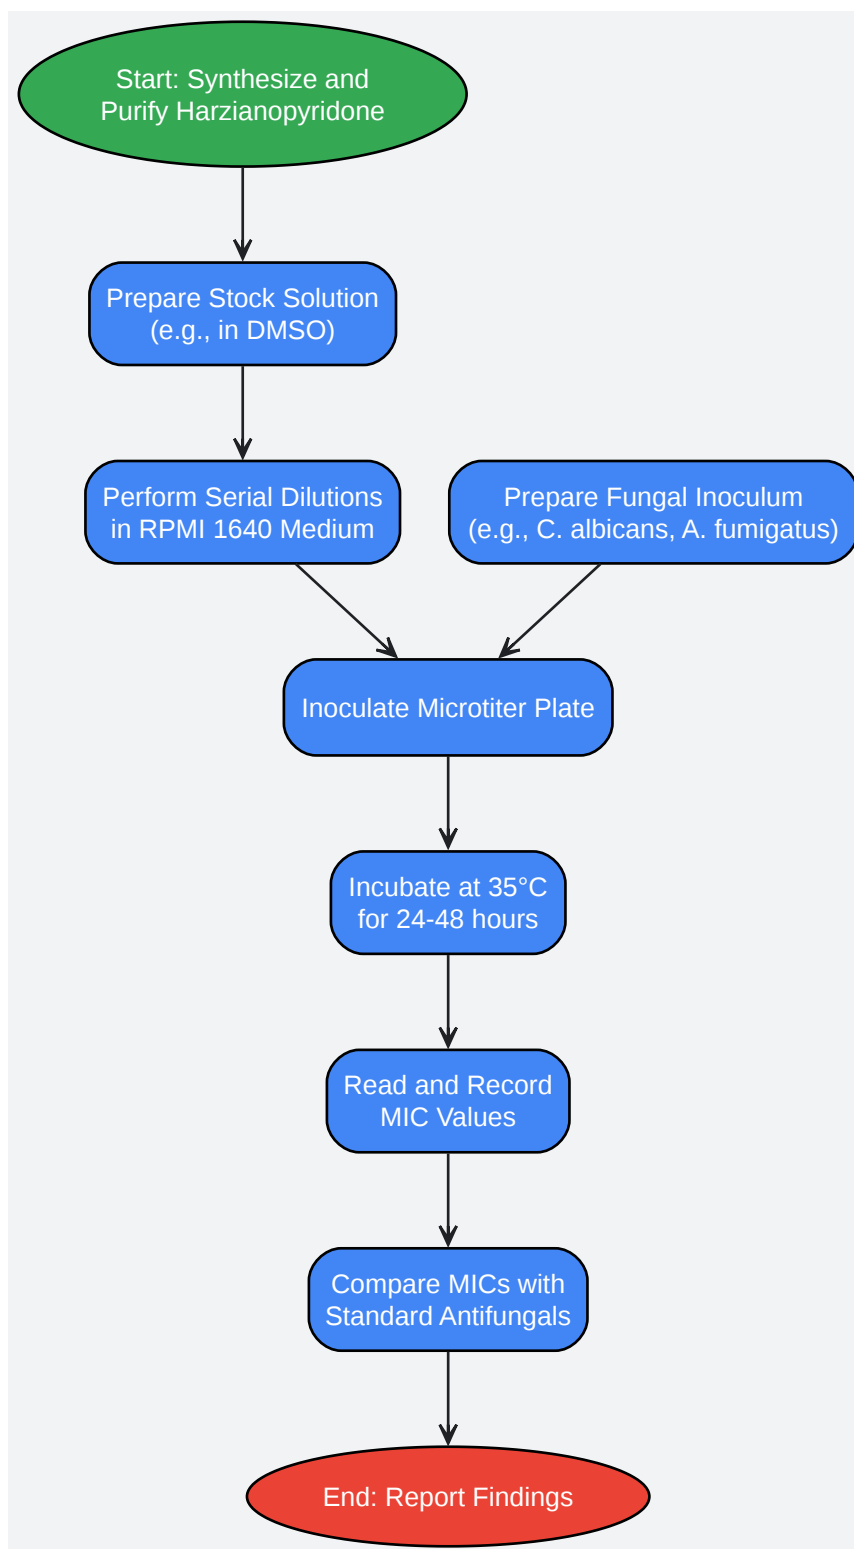 Start: Synthesize and
Purify Harzianopyridone
Prepare Stock Solution
(e.g., in DMSO)
Perform Serial Dilutions
in RPMI 1640 Medium
Prepare Fungal Inoculum
(e.g., C. albicans, A. fumigatus)
Inoculate Microtiter Plate
Incubate at 35°C
for 24-48 hours
Read and Record
MIC Values
Compare MICs with
Standard Antifungals
End: Report Findings